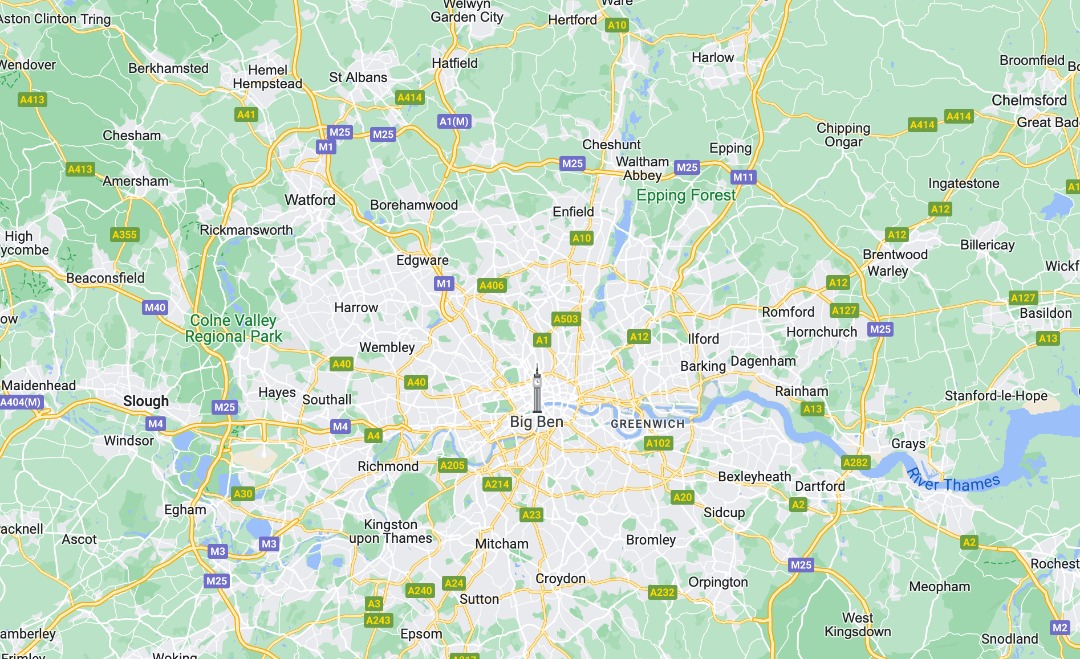 Welwyn
Garden City
Ware
Aston Clinton
Tring
Hertford
A10
Wendover
Berkhamsted
Hemel
Hempstead
St Albans
Hatfield
Harlow
Broomfield
A413
A41
A414
Chelmsford
Chesham
M25
M25
M1
A1(M)
Chipping
Ongar
A414
A414
Great Bad
Cheshunt
Epping
A413
Amersham
M25
Waltham
Abbey
M25
M11
Ingatestone
Watford
Borehamwood
Epping Forest
A12
A355
Rickmansworth
Enfield
A10
A12
High
ycombe
Billericay
Brentwood
Warley
Edgware
Beaconsfield
M1
A406
A12
Wickf
M40
Harrow
A503
Romford
A127
A127
Basildon
Colne Valley
Regional Park
ow
Wembley
A1
A12
Ilford
Hornchurch
M25
A13
A40
A40
Barking
Dagenham
Maidenhead
A404(M)
Slough
Hayes
Southall
Rainham
Stanford-le-Hope
M25
M4
M4
A4
Big Ben
GREENWICH
A13
Windsor
A102
Grays
Richmond
A205
A282
A214
Bexleyheath
Dartford
River Thames
A30
A20
A2
Egham
A23
Sidcup
Kingston
upon Thames
racknell
Ascot
M3
M3
Mitcham
Bromley
A2
Rochest
M25
Croydon
M25
A240
A24
Orpington
Meopham
A3
Sutton
A232
A243
West
Kingsdown
M2
amberley
Epsom
Snodland
Frimley
Woking
A217